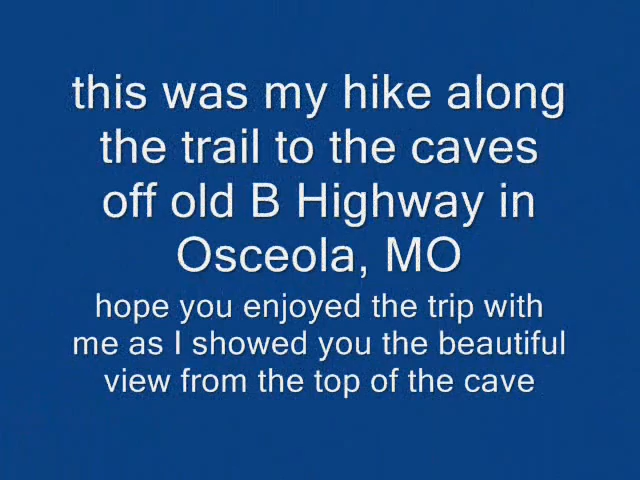 this was my hike along
the trail to the caves
off old B Highway in
Osceola, MO
hope you enjoyed the trip with
me as I showed you the beautiful
view from the top of the cave